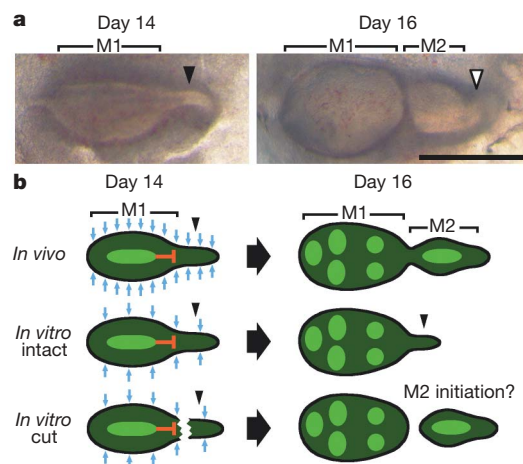 a
Day 14 Day 16
M1 M1 M2
b
Day 14 Day 16
M1 M1
In vivo M2
In vitro
intact
In vitro
cut M2 initiation?